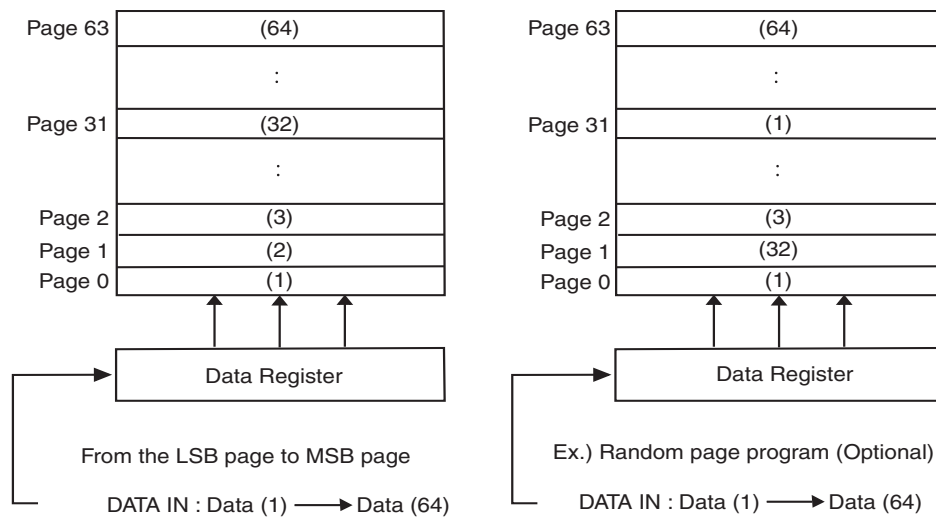 Page 63 (64)
:
Page 31 (32)
:
Page 2 (3)
Page 1 (2)
Page 0 (1)
Data Register
From the LSB page to MSB page
DATA IN : Data (1) Data (64)
Page 63 (64)
:
Page 31 (1)
:
Page 2 (3)
Page 1 (32)
Page 0 (1)
Data Register
Ex.) Random page program (Optional)
DATA IN : Data (1) Data (64)